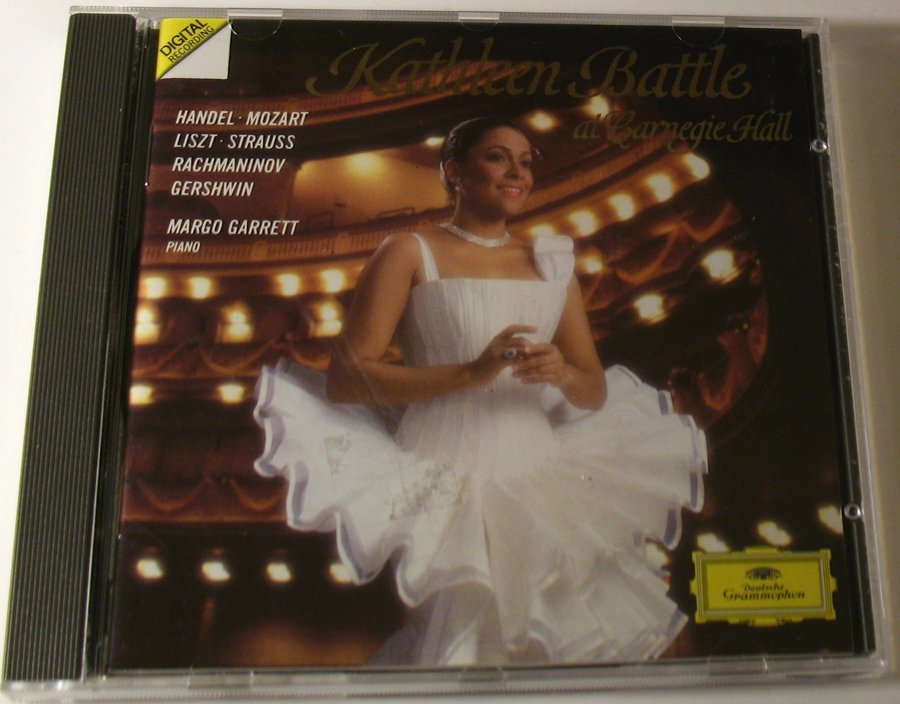 DIGITAL
RECORDING
Kathleen Battle
at Carnegie Hall
HANDEL · MOZART
LISZT · STRAUSS
RACHMANINOV
GERSHWIN
MARGO GARRETT
PIANO
Deutsche
Grammophon